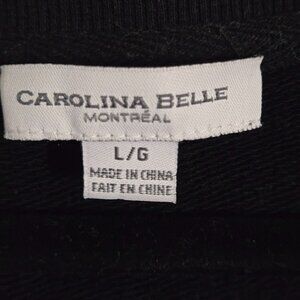 CAROLINA BELLE
MONTRÉAL
L/G
MADE IN CHINA
FAIT EN CHINE